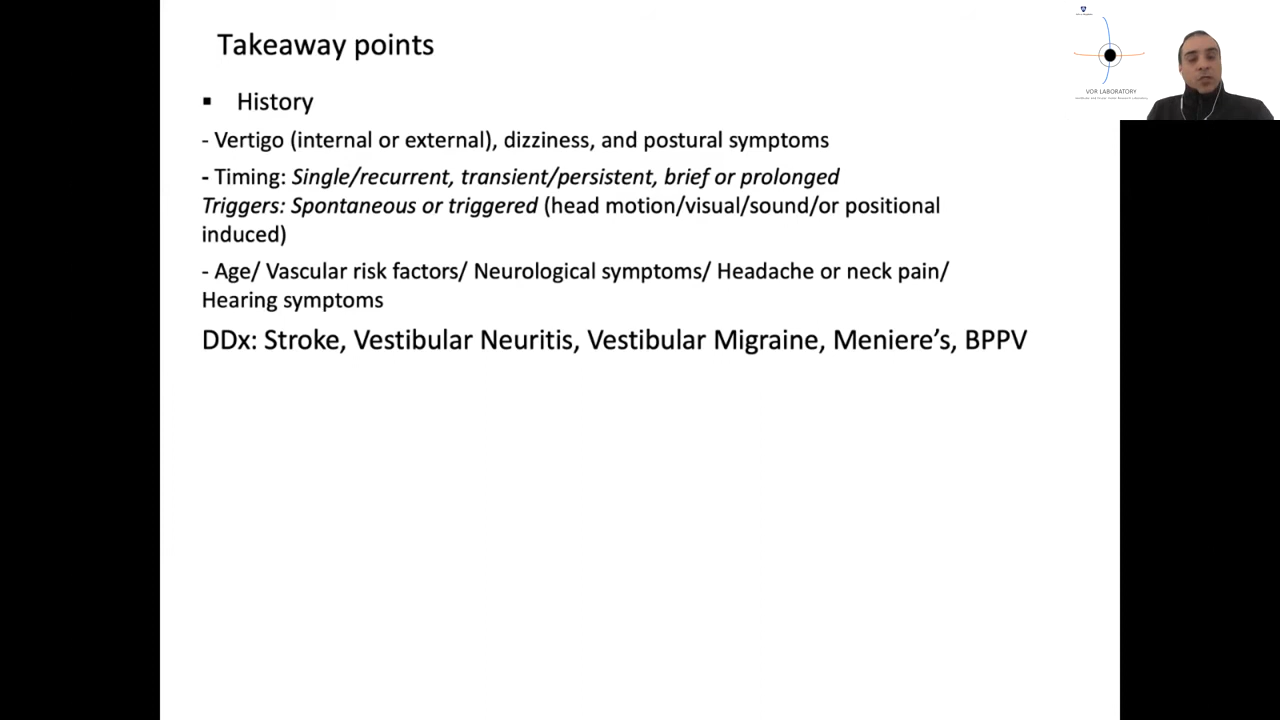 Takeaway points
▪ History
- Vertigo (internal or external), dizziness, and postural symptoms
- Timing: Single/recurrent, transient/persistent, brief or prolonged
Triggers: Spontaneous or triggered (head motion/visual/sound/or positional
induced)
- Age/ Vascular risk factors/ Neurological symptoms/ Headache or neck pain/
Hearing symptoms
DDx: Stroke, Vestibular Neuritis, Vestibular Migraine, Meniere’s, BPPV
VOR LABORATORY